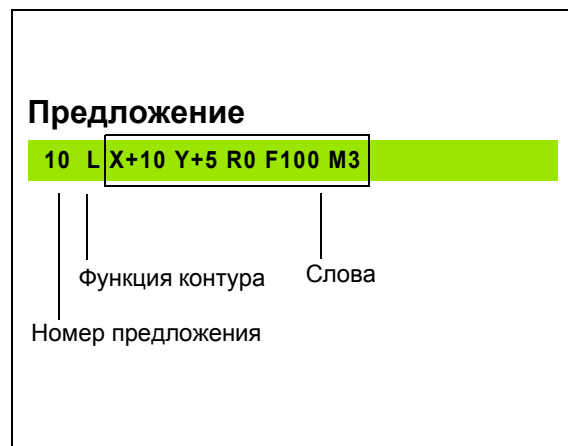 Предложение
10 L X+10 Y+5 R0 F100 M3
Функция контура
Слова
Номер предложения